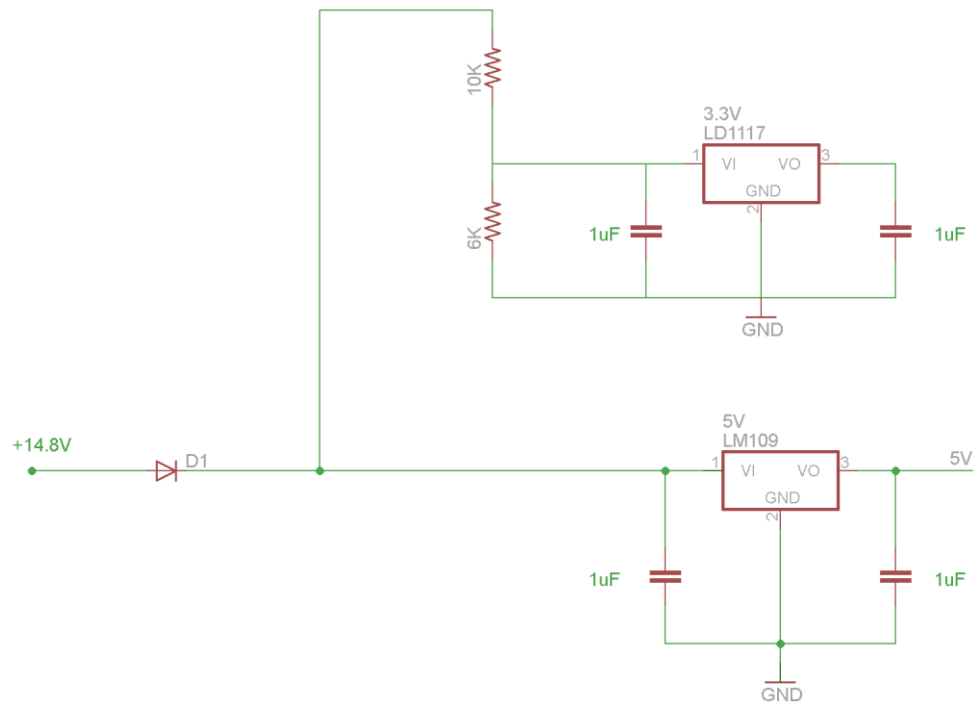 10K
3.3V
LD1117
1 VI VO 3
GND
2
6K
1uF
1uF
GND
+14.8V
D1
5V
LM109
1 VI VO 3
5V
GND
2
1uF
1uF
GND